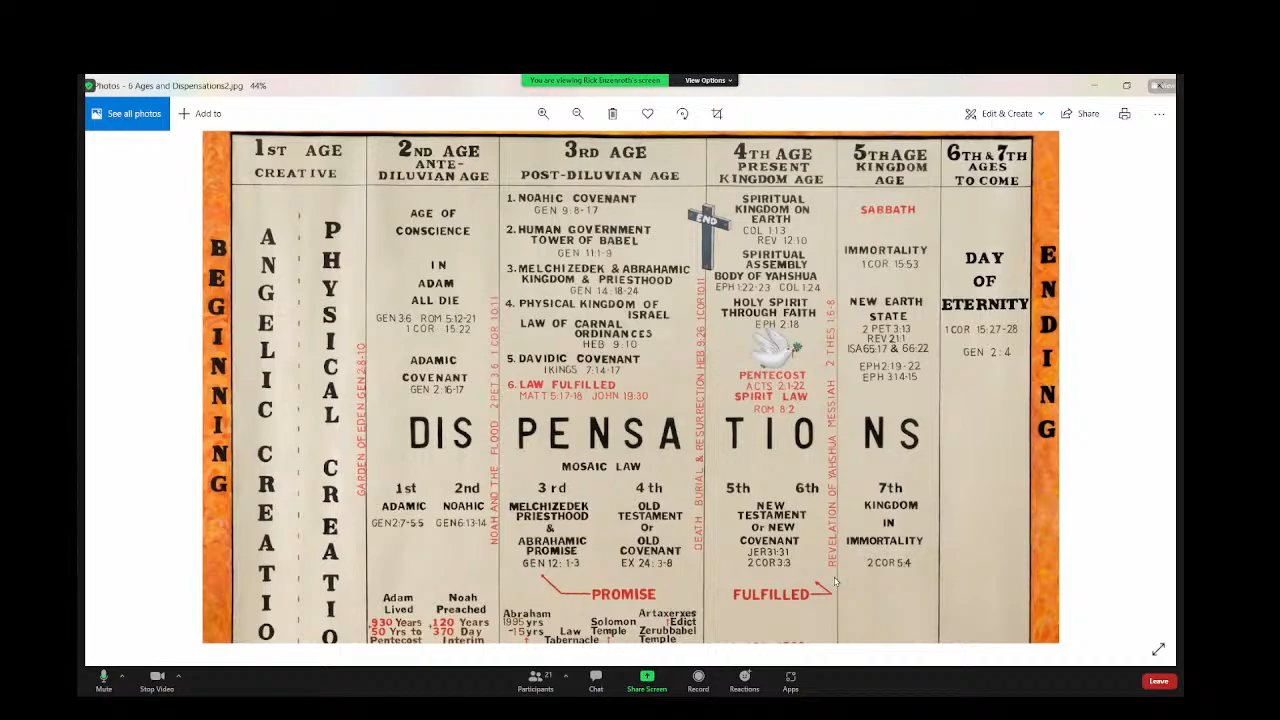 You are viewing Rick Enzenroth's screen
View Options
Photos - 6 Ages and Dispensations2.jpg 44%
View
See all photos
Add to
Edit & Create
Share
1ST AGE
CREATIVE
2ND AGE
ANTE-
DILUVIAN AGE
3RD AGE
POST-DILUVIAN AGE
4TH AGE
PRESENT
KINGDOM AGE
5TH AGE
KINGDOM
AGE
6TH & 7TH
AGES
TO COME
BEGINNING
ANGELIC CREATIO
PHYSICAL CREATIO
GARDEN OF EDEN GEN 2:8-10
AGE OF
CONSCIENCE
IN
ADAM
ALL DIE
GEN 3:6 ROM 5:12-21
1 COR 15:22
ADAMIC
COVENANT
GEN 2:16-17
NOAH AND THE FLOOD 2 PET 3:6 1 COR 10:11
1. NOAHIC COVENANT
GEN 9:8-17
2. HUMAN GOVERNMENT
TOWER OF BABEL
GEN 11:1-9
3. MELCHIZEDEK & ABRAHAMIC
KINGDOM & PRIESTHOOD
GEN 14:18-24
4. PHYSICAL KINGDOM OF
ISRAEL
LAW OF CARNAL
ORDINANCES
HEB 9:10
5. DAVIDIC COVENANT
1KINGS 7:14-17
6. LAW FULFILLED
MATT 5:17-18 JOHN 19:30
END
DEATH BURIAL & RESURRECTION HEB 9:26 1COR10:11
SPIRITUAL
KINGDOM ON
EARTH
COL 1:13
REV 12:10
SPIRITUAL
ASSEMBLY
BODY OF YAHSHUA
EPH 1:22-23 COL 1:24
HOLY SPIRIT
THROUGH FAITH
EPH 2:18
PENTECOST
ACTS 2:1-22
SPIRIT LAW
ROM 8:2
REVELATION OF YAHSHUA MESSIAH 2 THES 1:6-8
SABBATH
IMMORTALITY
1 COR 15:53
NEW EARTH
STATE
2 PET 3:13
REV 21:1
ISA 65:17 & 66:22
EPH 2:19-22
EPH 3:14-15
DAY
OF
ETERNITY
1 COR 15:27-28
GEN 2:4
ENDING
DISPENSATIONS
MOSAIC LAW
1st 2nd 3rd 4th 5th 6th 7th
ADAMIC
GEN 2:7-5:5
NOAHIC
GEN 6:13-14
MELCHIZEDEK
PRIESTHOOD
&
ABRAHAMIC
PROMISE
GEN 12:1-3
OLD
TESTAMENT
Or
OLD
COVENANT
EX 24:3-8
NEW
TESTAMENT
Or NEW
COVENANT
JER 31:31
2 COR 3:3
KINGDOM
IN
IMMORTALITY
2 COR 5:4
PROMISE
FULFILLED
Adam
Lived
930 Years
50 Yrs to
Pentecost
Noah
Preached
120 Years
370 Day
Interim
Abraham
1995 yrs
-15yrs
Law
Tabernacle
Solomon
Temple
Artaxerxes
Edict
Zerubbabel
Temple
Mute
Stop Video
Participants
21
Chat
Share Screen
Record
Reactions
Apps
Leave